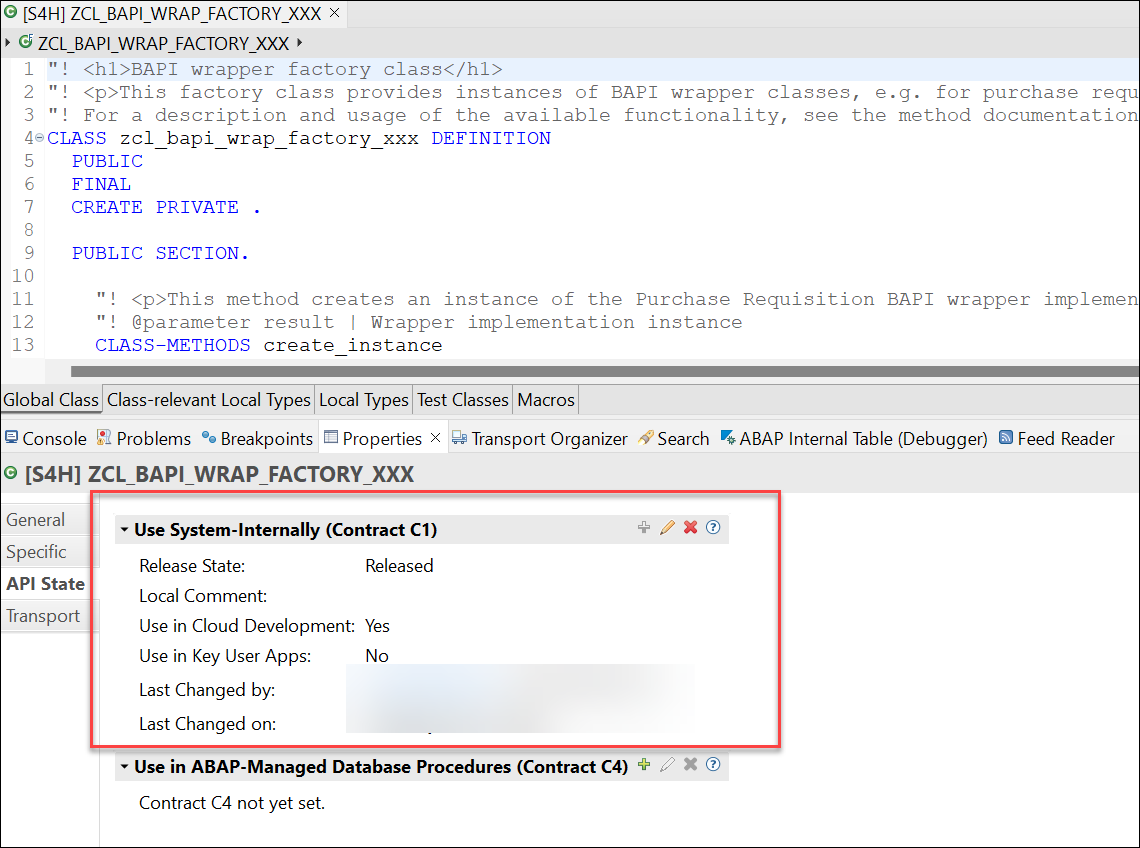 [S4H] ZCL_BAPI_WRAP_FACTORY_XXX
ZCL_BAPI_WRAP_FACTORY_XXX
1 "! <h1>BAPI wrapper factory class</h1>
2 "! <p>This factory class provides instances of BAPI wrapper classes, e.g. for purchase requ
3 "! For a description and usage of the available functionality, see the method documentation
4 CLASS zcl_bapi_wrap_factory_xxx DEFINITION
5 PUBLIC
6 FINAL
7 CREATE PRIVATE .
8
9 PUBLIC SECTION.
10
11 "! <p>This method creates an instance of the Purchase Requisition BAPI wrapper implemen
12 "! @parameter result | Wrapper implementation instance
13 CLASS-METHODS create_instance
Global Class Class-relevant Local Types Local Types Test Classes Macros
Console Problems Breakpoints Properties Transport Organizer Search ABAP Internal Table (Debugger) Feed Reader
[S4H] ZCL_BAPI_WRAP_FACTORY_XXX
General
Specific
API State
Transport
Use System-Internally (Contract C1)
Release State: Released
Local Comment:
Use in Cloud Development: Yes
Use in Key User Apps: No
Last Changed by:
Last Changed on:
Use in ABAP-Managed Database Procedures (Contract C4)
Contract C4 not yet set.